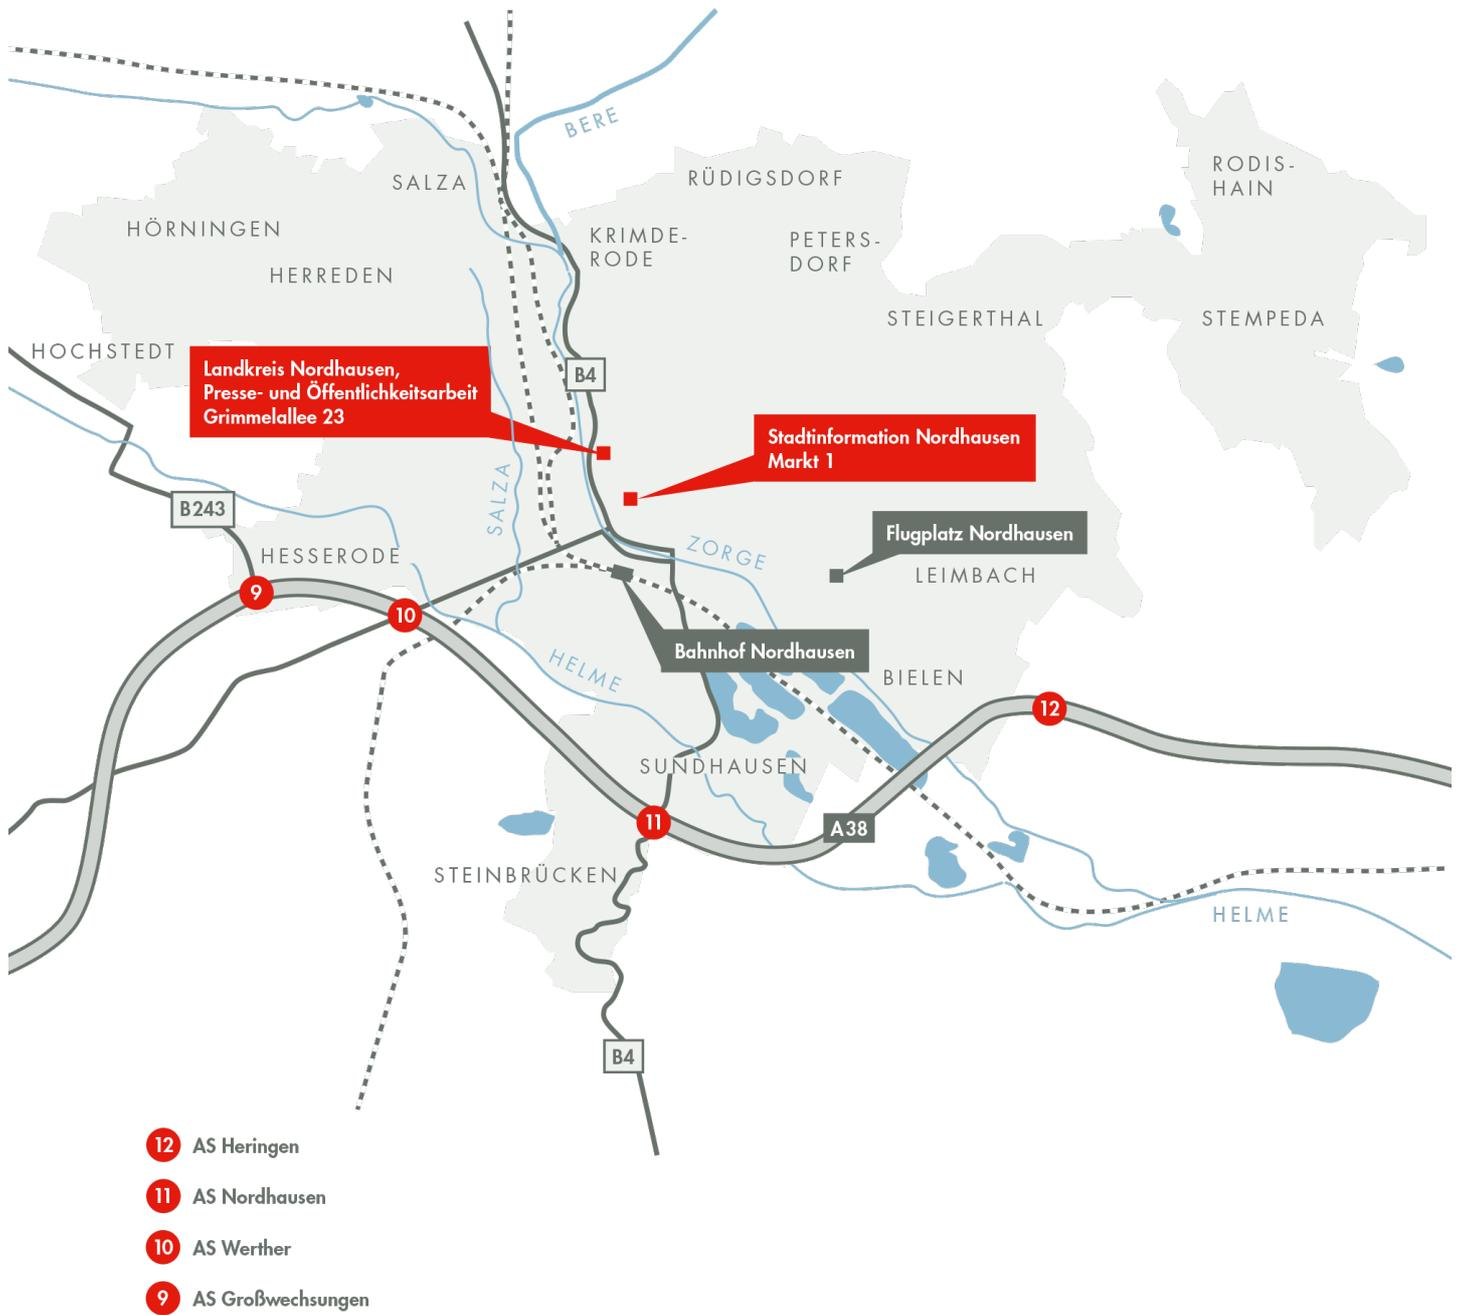 BERE
RODIS-
HAIN
SALZA
RÜDIGSDORF
HÖRNINGEN
KRIMDE-
RODE
PETERS-
DORF
HERREDEN
STEIGERTHAL
STEMPEDA
HOCHSTEDT
Landkreis Nordhausen,
Presse- und Öffentlichkeitsarbeit
Grimmelallee 23
B4
Stadtinformation Nordhausen
Markt 1
SALZA
B243
Flugplatz Nordhausen
HESSERODE
ZORGE
LEIMBACH
9
10
Bahnhof Nordhausen
HELME
BIELEN
12
SUNDHAUSEN
11
A38
STEINBRÜCKEN
HELME
B4
12 AS Heringen
11 AS Nordhausen
10 AS Werther
9 AS Großwechsungen